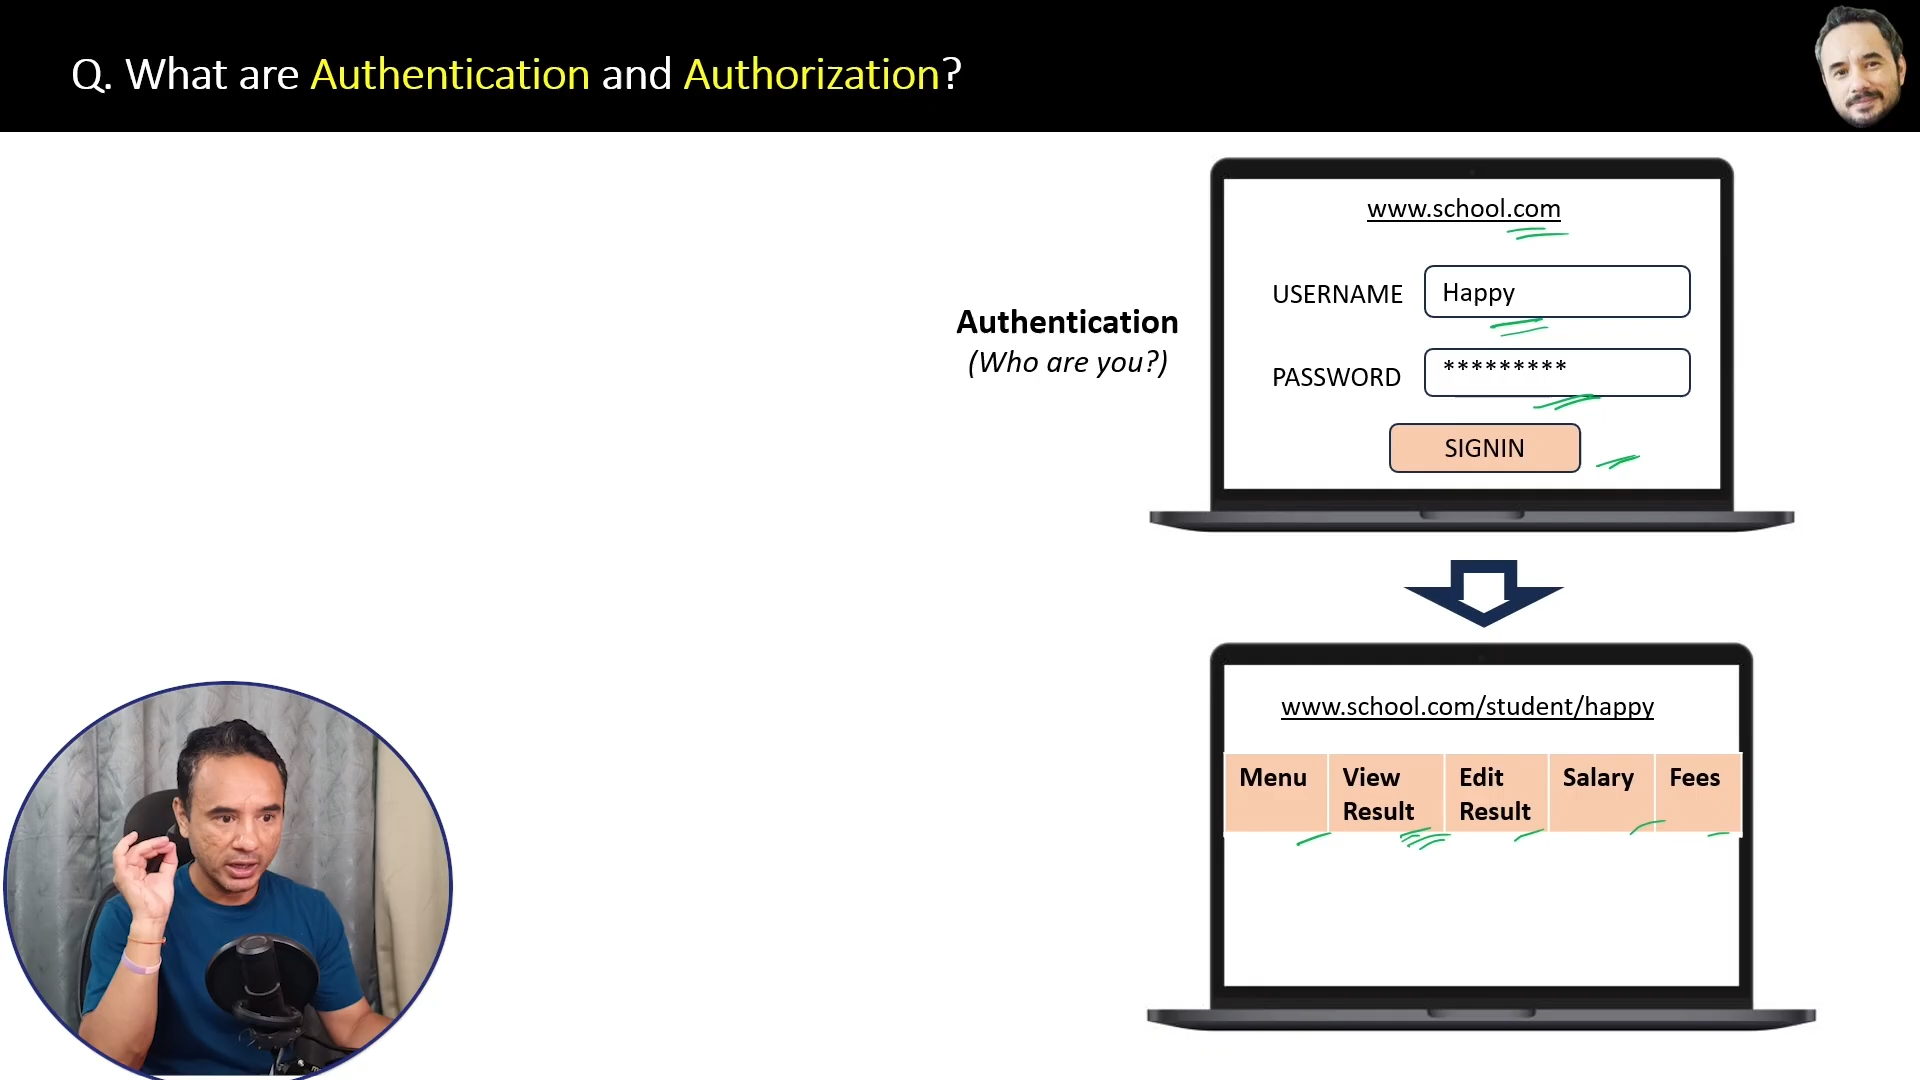 Q. What are Authentication and Authorization?
www.school.com
USERNAME Happy
Authentication
(Who are you?)
PASSWORD *********
SIGNIN
www.school.com/student/happy
Menu View Result Edit Result Salary Fees